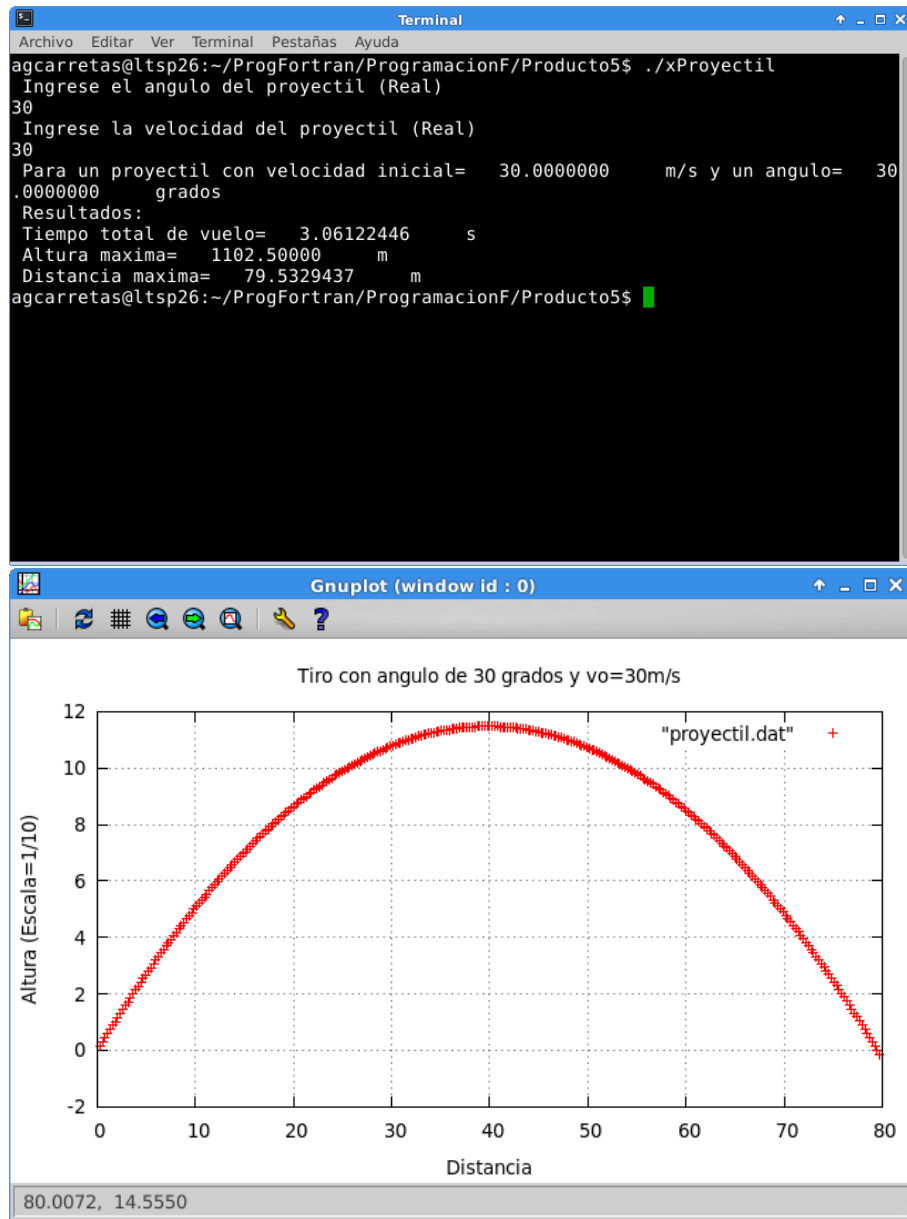 Terminal
Archivo Editar Ver Terminal Pestañas Ayuda
agcarretas@ltsp26:~/ProgFortran/ProgramacionF/Producto5$ ./xProyectil
Ingrese el angulo del proyectil (Real)
30
Ingrese la velocidad del proyectil (Real)
30
Para un proyectil con velocidad inicial= 30.0000000 m/s y un angulo= 30
.0000000 grados
Resultados:
Tiempo total de vuelo= 3.06122446 s
Altura maxima= 1102.50000 m
Distancia maxima= 79.5329437 m
agcarretas@ltsp26:~/ProgFortran/ProgramacionF/Producto5$
Gnuplot (window id : 0)
Tiro con angulo de 30 grados y vo=30m/s
"proyectil.dat"
12
10
8
6
4
2
0
-2
Altura (Escala=1/10)
0 10 20 30 40 50 60 70 80
Distancia
80.0072, 14.5550